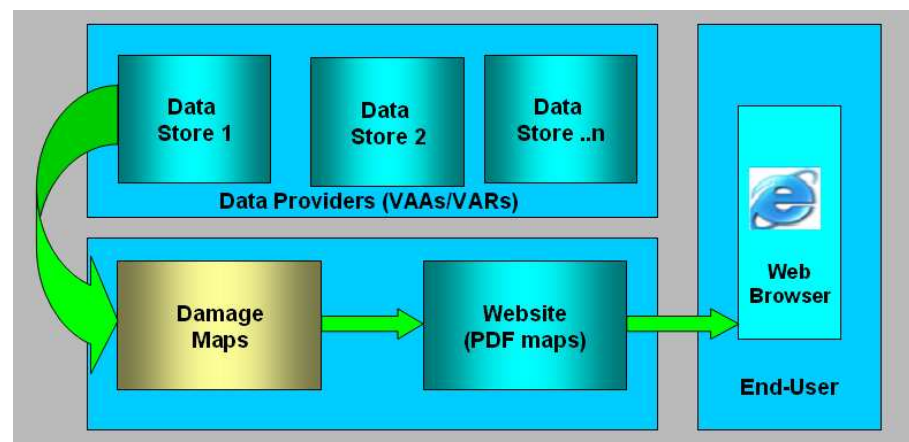 Data
Store 1
Data
Store 2
Data
Store ..n
Data Providers (VAAs/VARs)
Damage
Maps
Website
(PDF maps)
Web
Browser
End-User